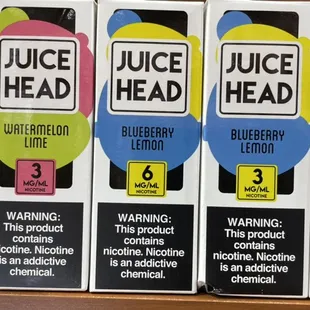 JUICE
HEAD
WATERMELON
LIME
3
MG/ML
NICOTINE
WARNING:
This product
contains
nicotine. Nicotine
is an addictive
chemical.
JUICE
HEAD
BLUEBERRY
LEMON
6
MG/ML
NICOTINE
WARNING:
This product
contains
nicotine. Nicotine
is an addictive
chemical.
JUICE
HEAD
BLUEBERRY
LEMON
3
MG/ML
NICOTINE
WARNING:
This product
contains
nicotine. Nicotine
is an addictive
chemical.